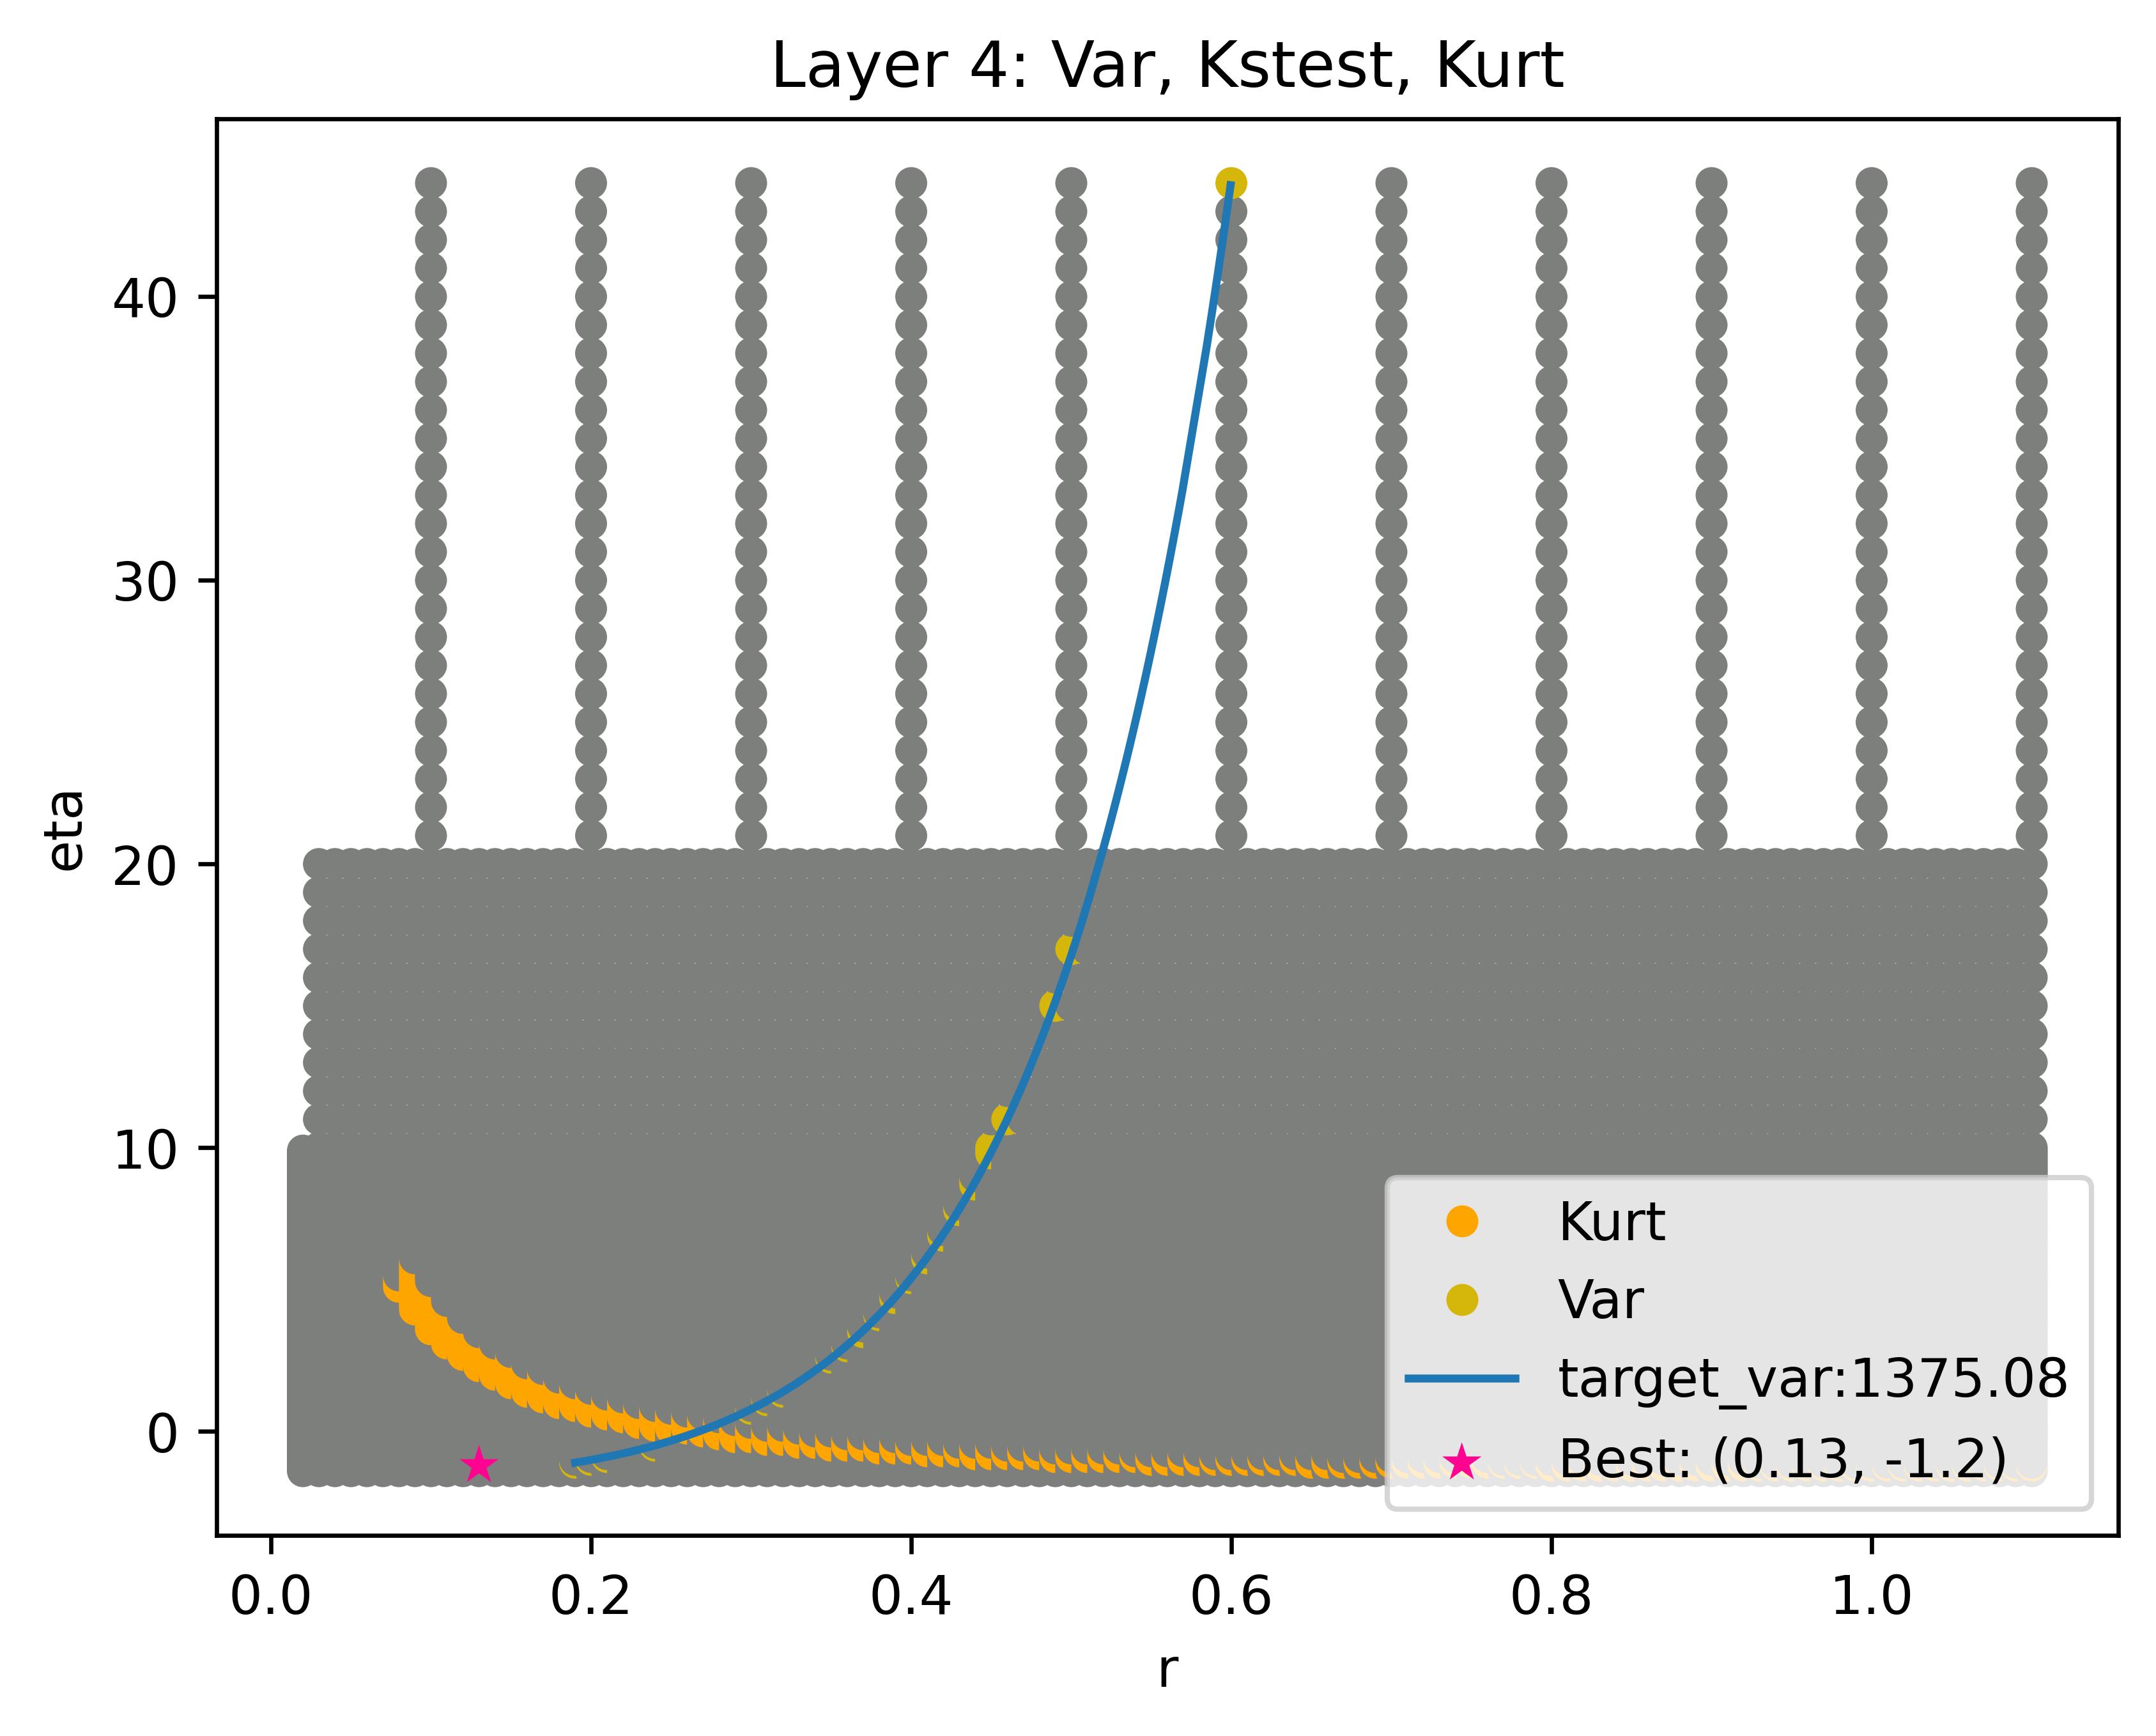 Layer 4: Var, Kstest, Kurt
eta
40
30
20
10
0
Kurt
Var
target_var:1375.08
Best: (0.13, -1.2)
0.0 0.2 0.4 0.6 0.8 1.0
r